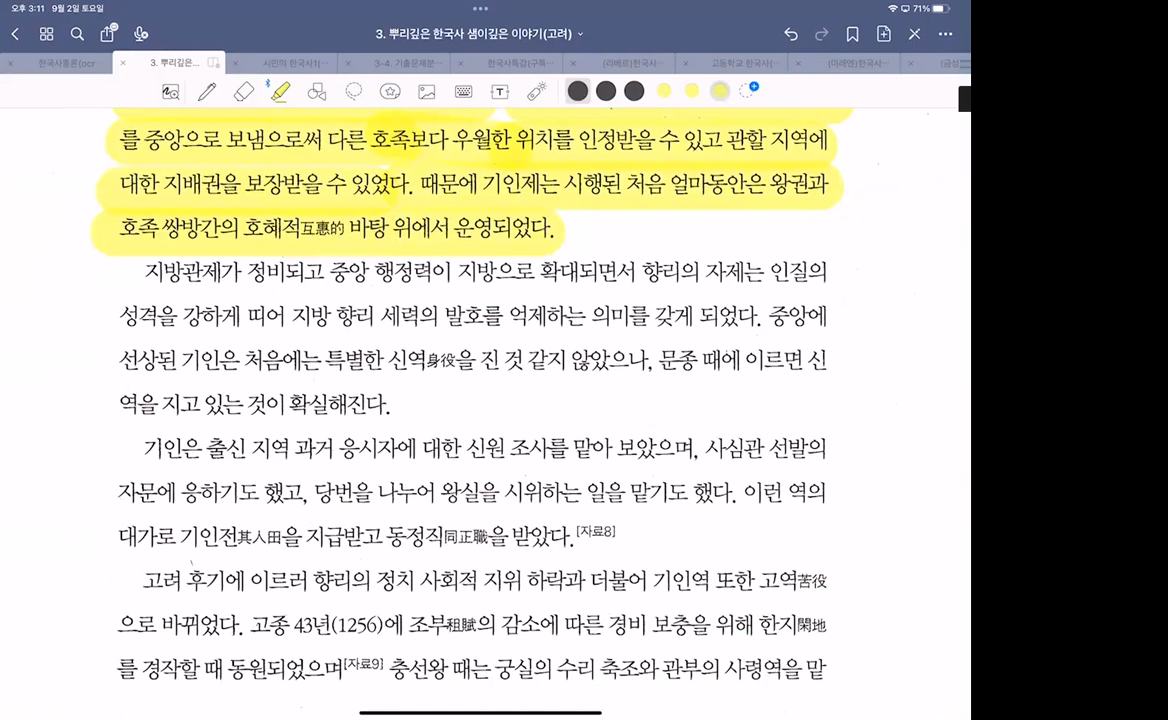 오후 3:11 9월 2일 토요일
71%
3. 뿌리깊은 한국사 샘이깊은 이야기(고려)
한국사통론(ocr
3. 뿌리깊은...
시민의 한국사1(...
3-4. 기출문제분...
한국사특강(구특...
(리베르)한국사...
고등학교 한국사(...
(미래엔)한국사...
(금성
를 중앙으로 보냄으로써 다른 호족보다 우월한 위치를 인정받을 수 있고 관할 지역에
대한 지배권을 보장받을 수 있었다. 때문에 기인제는 시행된 처음 얼마동안은 왕권과
호족 쌍방간의 호혜적互惠的 바탕 위에서 운영되었다.
지방관제가 정비되고 중앙 행정력이 지방으로 확대되면서 향리의 자제는 인질의
성격을 강하게 띠어 지방 향리 세력의 발호를 억제하는 의미를 갖게 되었다. 중앙에
선상된 기인은 처음에는 특별한 신역身役을 진 것 같지 않았으나, 문종 때에 이르면 신
역을 지고 있는 것이 확실해진다.
기인은 출신 지역 과거 응시자에 대한 신원 조사를 맡아 보았으며, 사심관 선발의
자문에 응하기도 했고, 당번을 나누어 왕실을 시위하는 일을 맡기도 했다. 이런 역의
대가로 기인전其人田을 지급받고 동정직同正職을 받았다.[자료8]
고려 후기에 이르러 향리의 정치 사회적 지위 하락과 더불어 기인역 또한 고역苦役
으로 바뀌었다. 고종 43년(1256)에 조부租賦의 감소에 따른 경비 보충을 위해 한지閑地
를 경작할 때 동원되었으며[자료9] 충선왕 때는 궁실의 수리 축조와 관부의 사령역을 맡